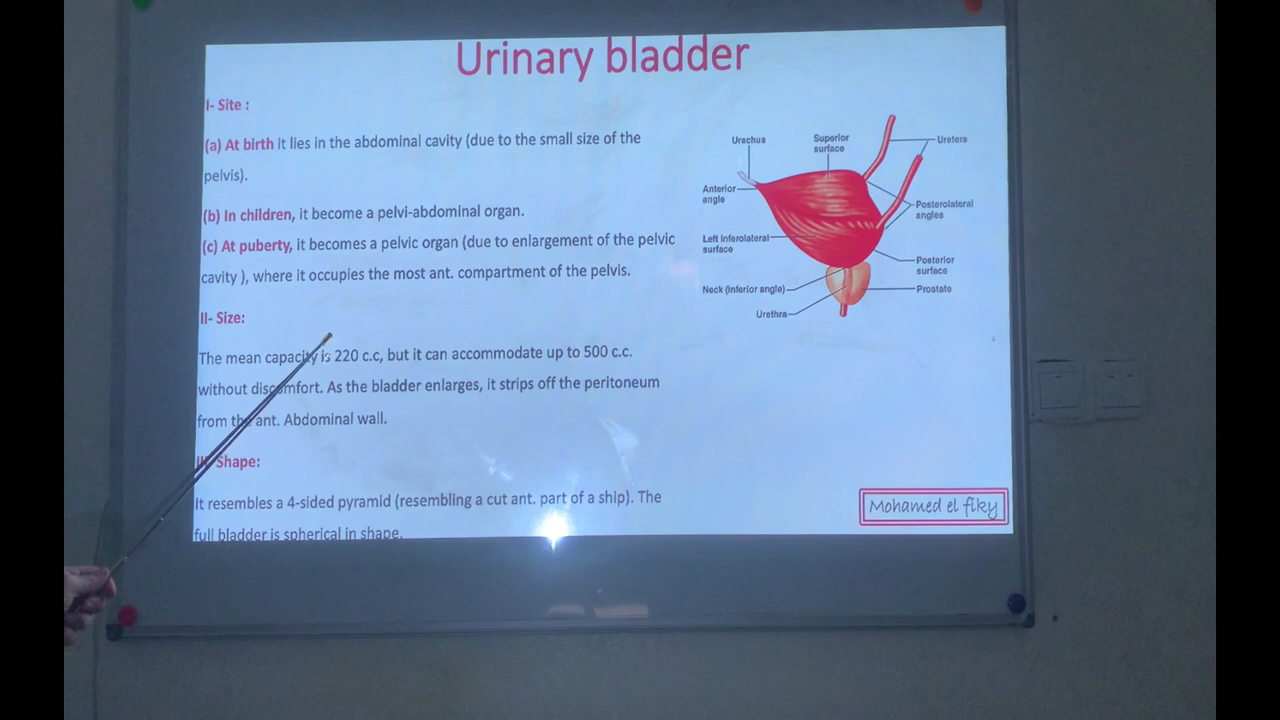 Urinary bladder
I- Site :
(a) At birth it lies in the abdominal cavity (due to the small size of the
pelvis).
(b) In children, it become a pelvi-abdominal organ.
(c) At puberty, it becomes a pelvic organ (due to enlargement of the pelvic
cavity ), where it occupies the most ant. compartment of the pelvis.
II- Size:
The mean capacity is 220 c.c, but it can accommodate up to 500 c.c.
without discomfort. As the bladder enlarges, it strips off the peritoneum
from the ant. Abdominal wall.
III- Shape:
It resembles a 4-sided pyramid (resembling a cut ant. part of a ship). The
full bladder is spherical in shape.
Urachus
Superior
surface
Ureters
Anterior
angle
Posterolateral
angles
Left inferolateral
surface
Posterior
surface
Neck (inferior angle)
Prostate
Urethra
Mohamed el fiky